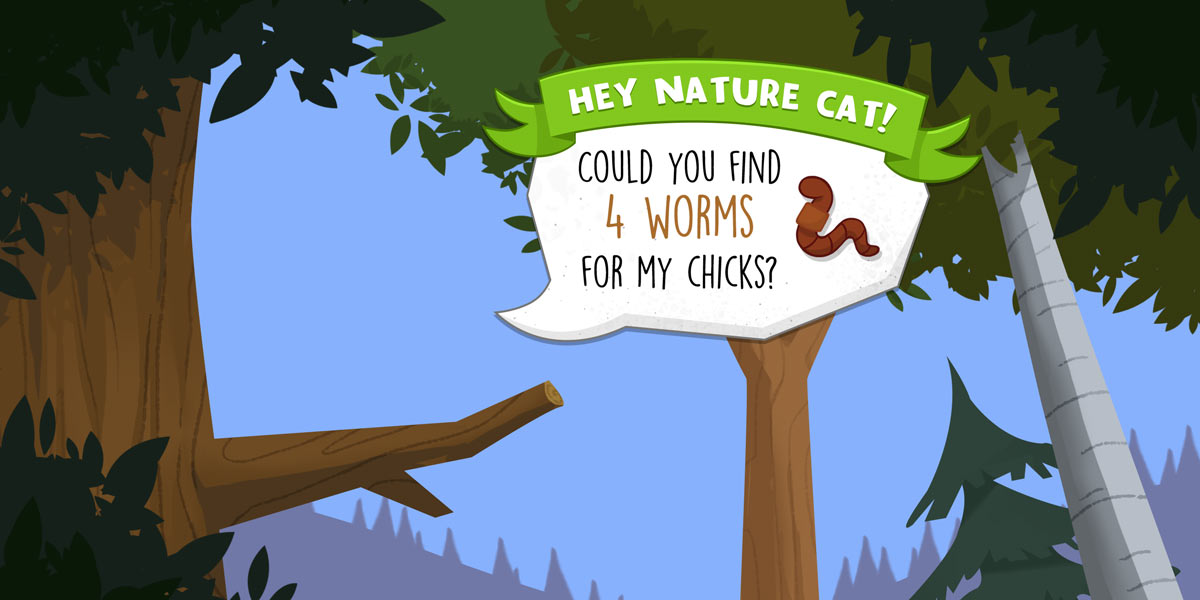 HEY NATURE CAT!
COULD YOU FIND
4 WORMS
FOR MY CHICKS?